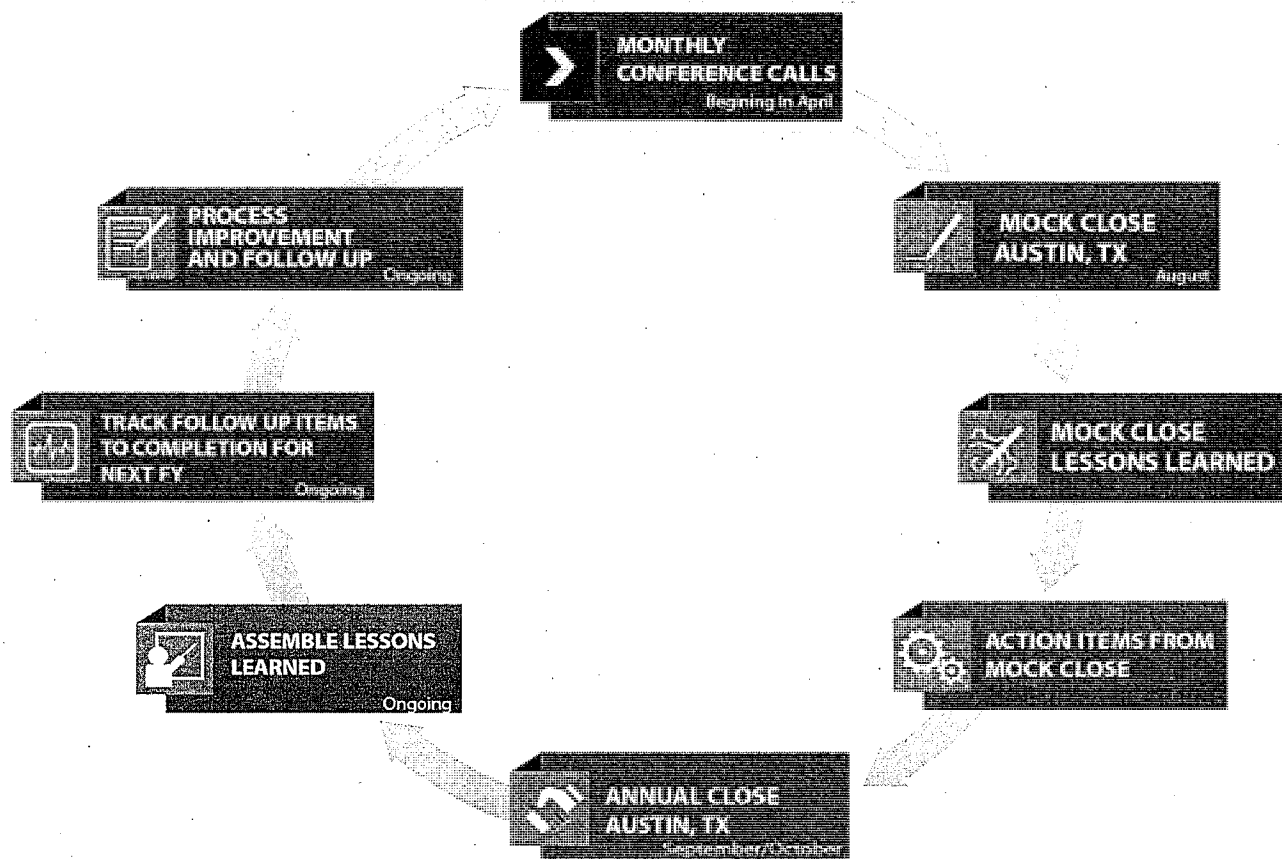 MONTHLY
CONFERENCE CALLS
Begining in April
MOCK CLOSE
AUSTIN, TX
August
MOCK CLOSE
LESSONS LEARNED
ACTION ITEMS FROM
MOCK CLOSE
ANNUAL CLOSE
AUSTIN, TX
September/October
ASSEMBLE LESSONS
LEARNED
Ongoing
TRACK FOLLOW UP ITEMS
TO COMPLETION FOR
NEXT FY
Ongoing
PROCESS
IMPROVEMENT
AND FOLLOW UP
Ongoing